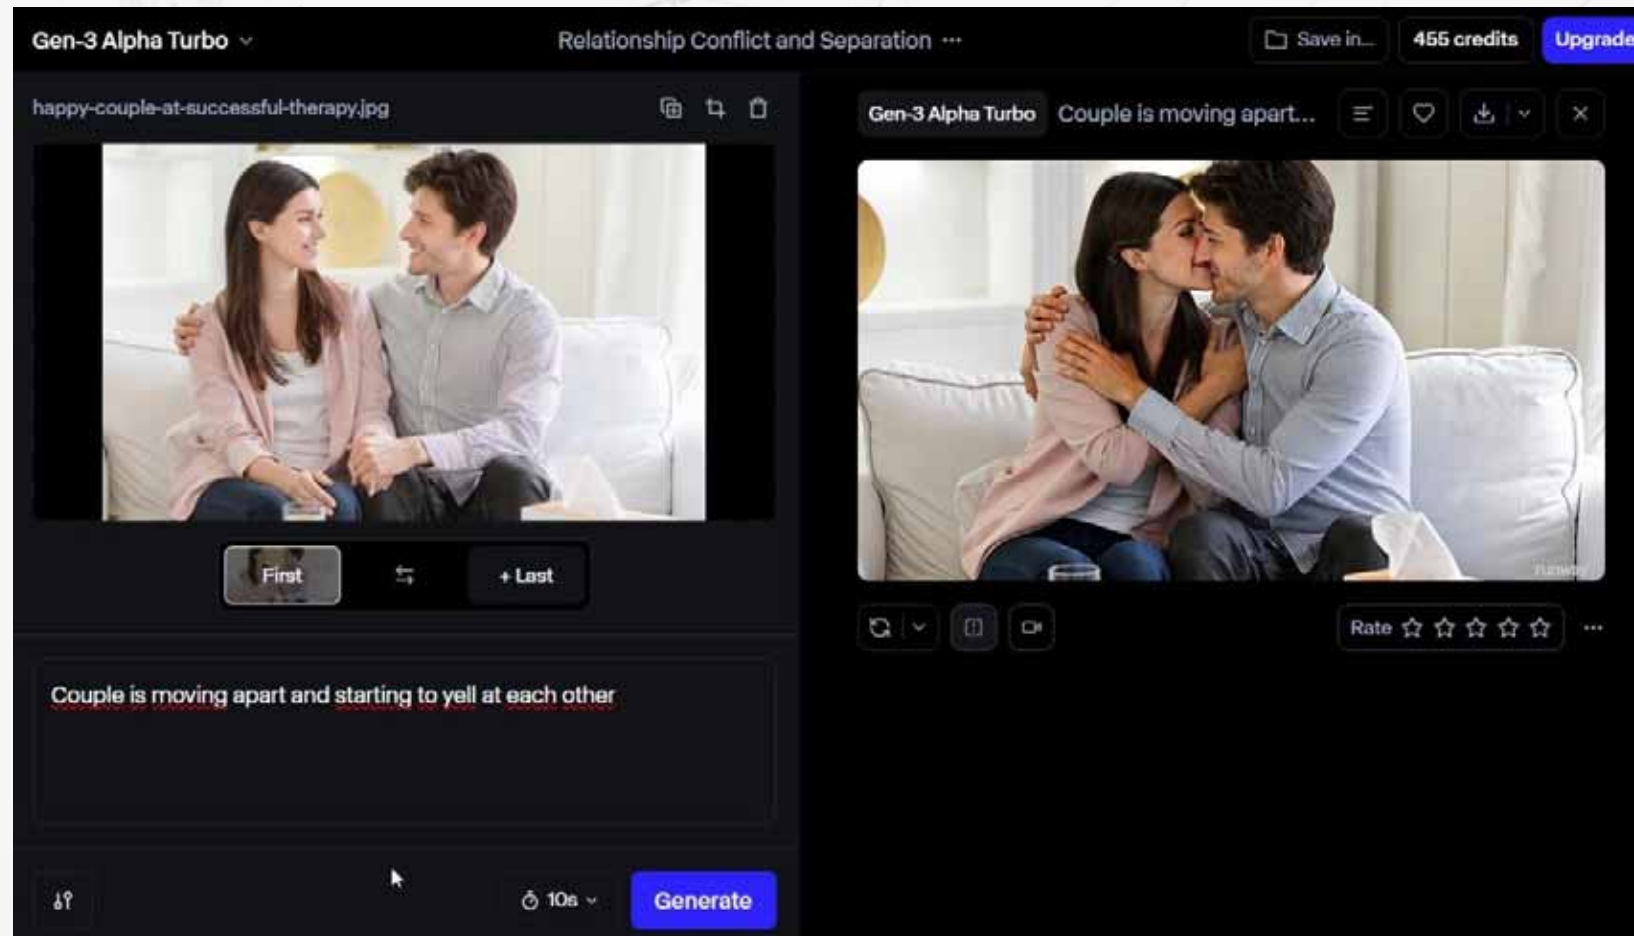 Gen-3 Alpha Turbo
Relationship Conflict and Separation ...
Save in...
455 credits
Upgrade
happy-couple-at-successful-therapy.jpg
Gen-3 Alpha Turbo
Couple is moving apart...
runway
First
+ Last
Rate
Couple is moving apart and starting to yell at each other
10s
Generate